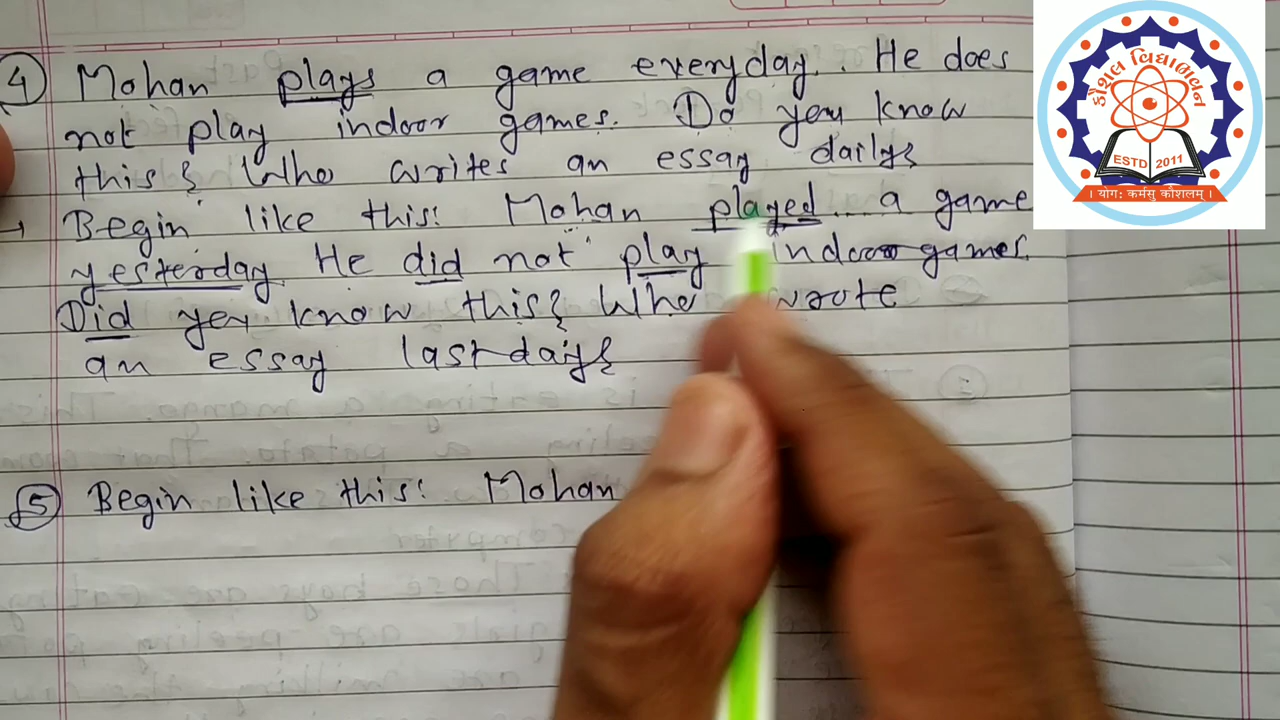 4 Mohan plays a game everyday. He does
not play indoor games. Do you know
this? Who writes an essay daily?
→ Begin like this: Mohan played... a game
yesterday. He did not play indoor games.
Did you know this? Who wrote
an essay last day?
5 Begin like this: Mohan
કૌશલ વિદ્યાભવન
ESTD 2011
। योग: कर्मसु कौशलम् ।